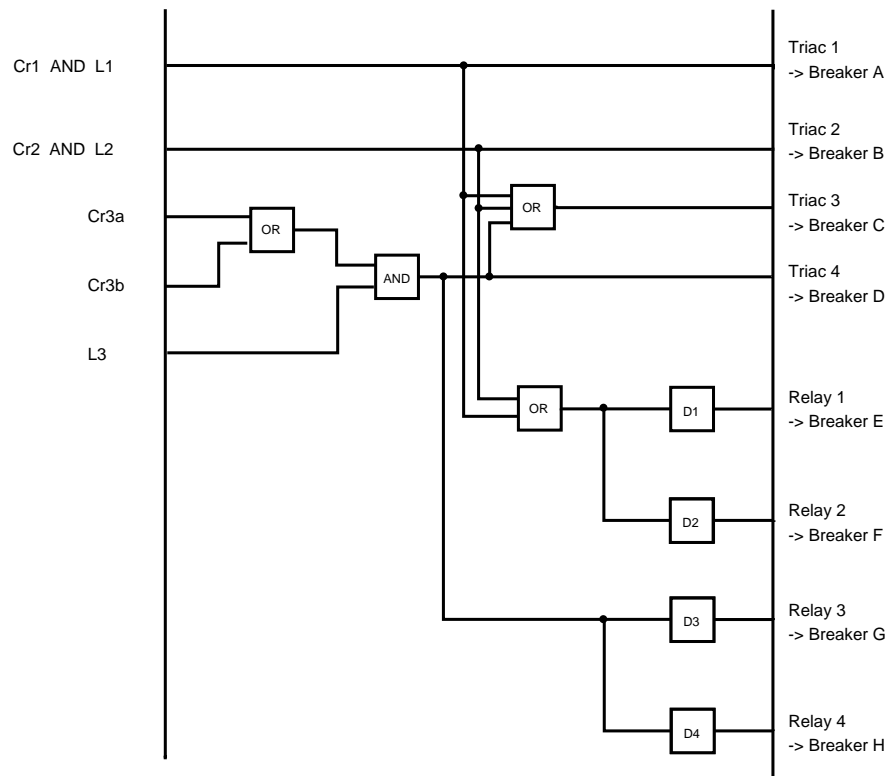 Triac 1
Cr1 AND L1
-> Breaker A
Triac 2
Cr2 AND L2
-> Breaker B
Triac 3
Cr3a
OR
OR
-> Breaker C
Triac 4
Cr3b
AND
-> Breaker D
L3
Relay 1
OR
D1
-> Breaker E
Relay 2
D2
-> Breaker F
Relay 3
D3
-> Breaker G
Relay 4
D4
-> Breaker H